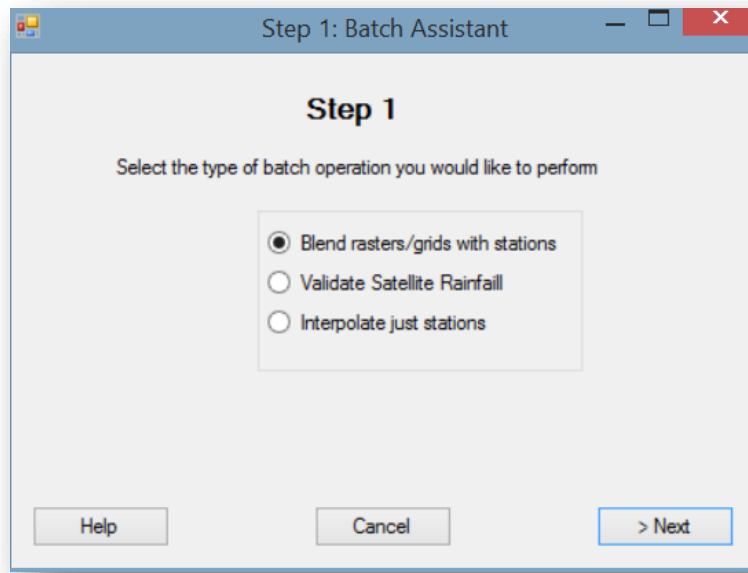 Step 1: Batch Assistant
Step 1
Select the type of batch operation you would like to perform
Blend rasters/grids with stations
Validate Satellite Rainfaill
Interpolate just stations
Help
Cancel
> Next